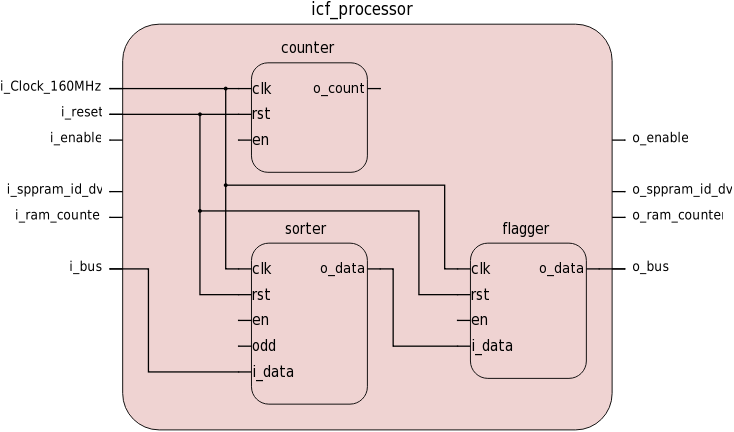 icf_processor
counter
i_Clock_160MHz
clk
o_count
i_reset
rst
i_enable
en
o_enable
i_sppram_id_dv
o_sppram_id_dv
i_ram_counte
o_ram_counter
sorter
flagger
i_bus
clk
o_data
clk
o_data
o_bus
rst
rst
en
en
odd
i_data
i_data